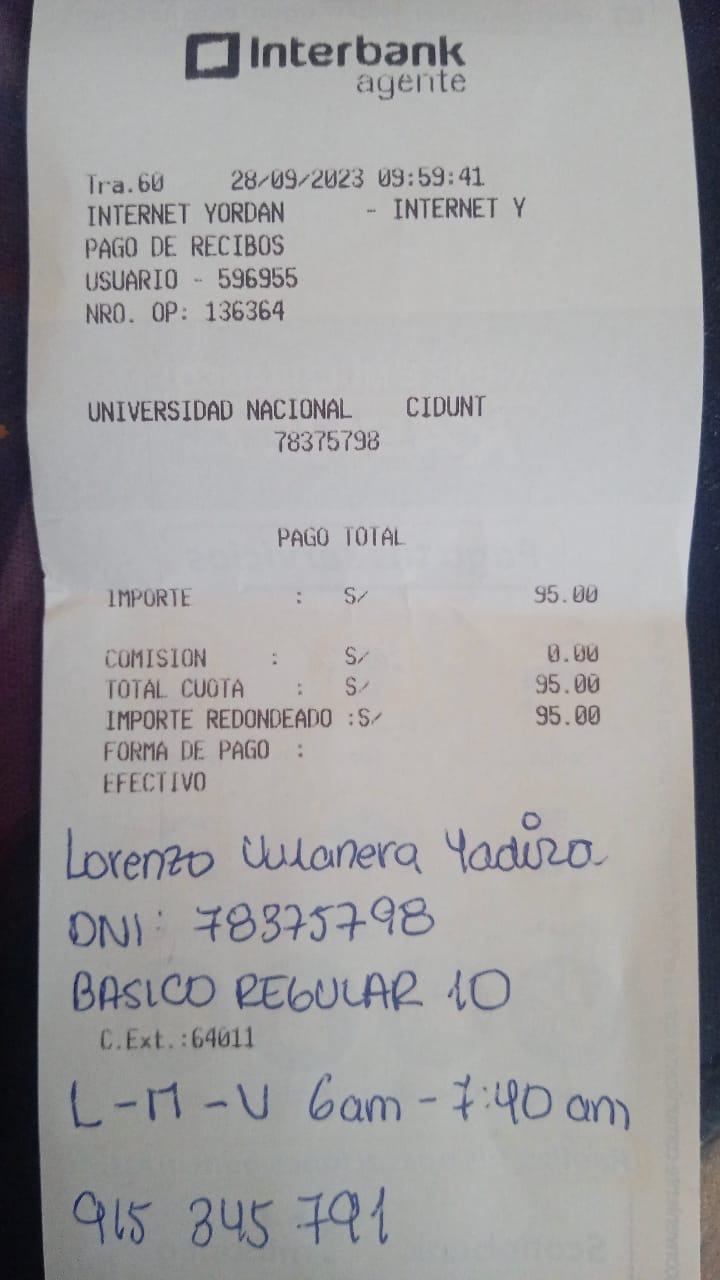 Interbank
agente
Tra.60 28/09/2023 09:59:41
INTERNET YORDAN - INTERNET Y
PAGO DE RECIBOS
USUARIO - 596955
NRO. OP: 136364
UNIVERSIDAD NACIONAL CIDUNT
78375798
PAGO TOTAL
IMPORTE : S/ 95.00
COMISION : S/ 0.00
TOTAL CUOTA : S/ 95.00
IMPORTE REDONDEADO :S/ 95.00
FORMA DE PAGO :
EFECTIVO
Lorenzo Yadira
DNI: 78375798
BASICO REGULAR 10
C.Ext.:64011
L-M-V 6am - 7:40 am
915 345 791